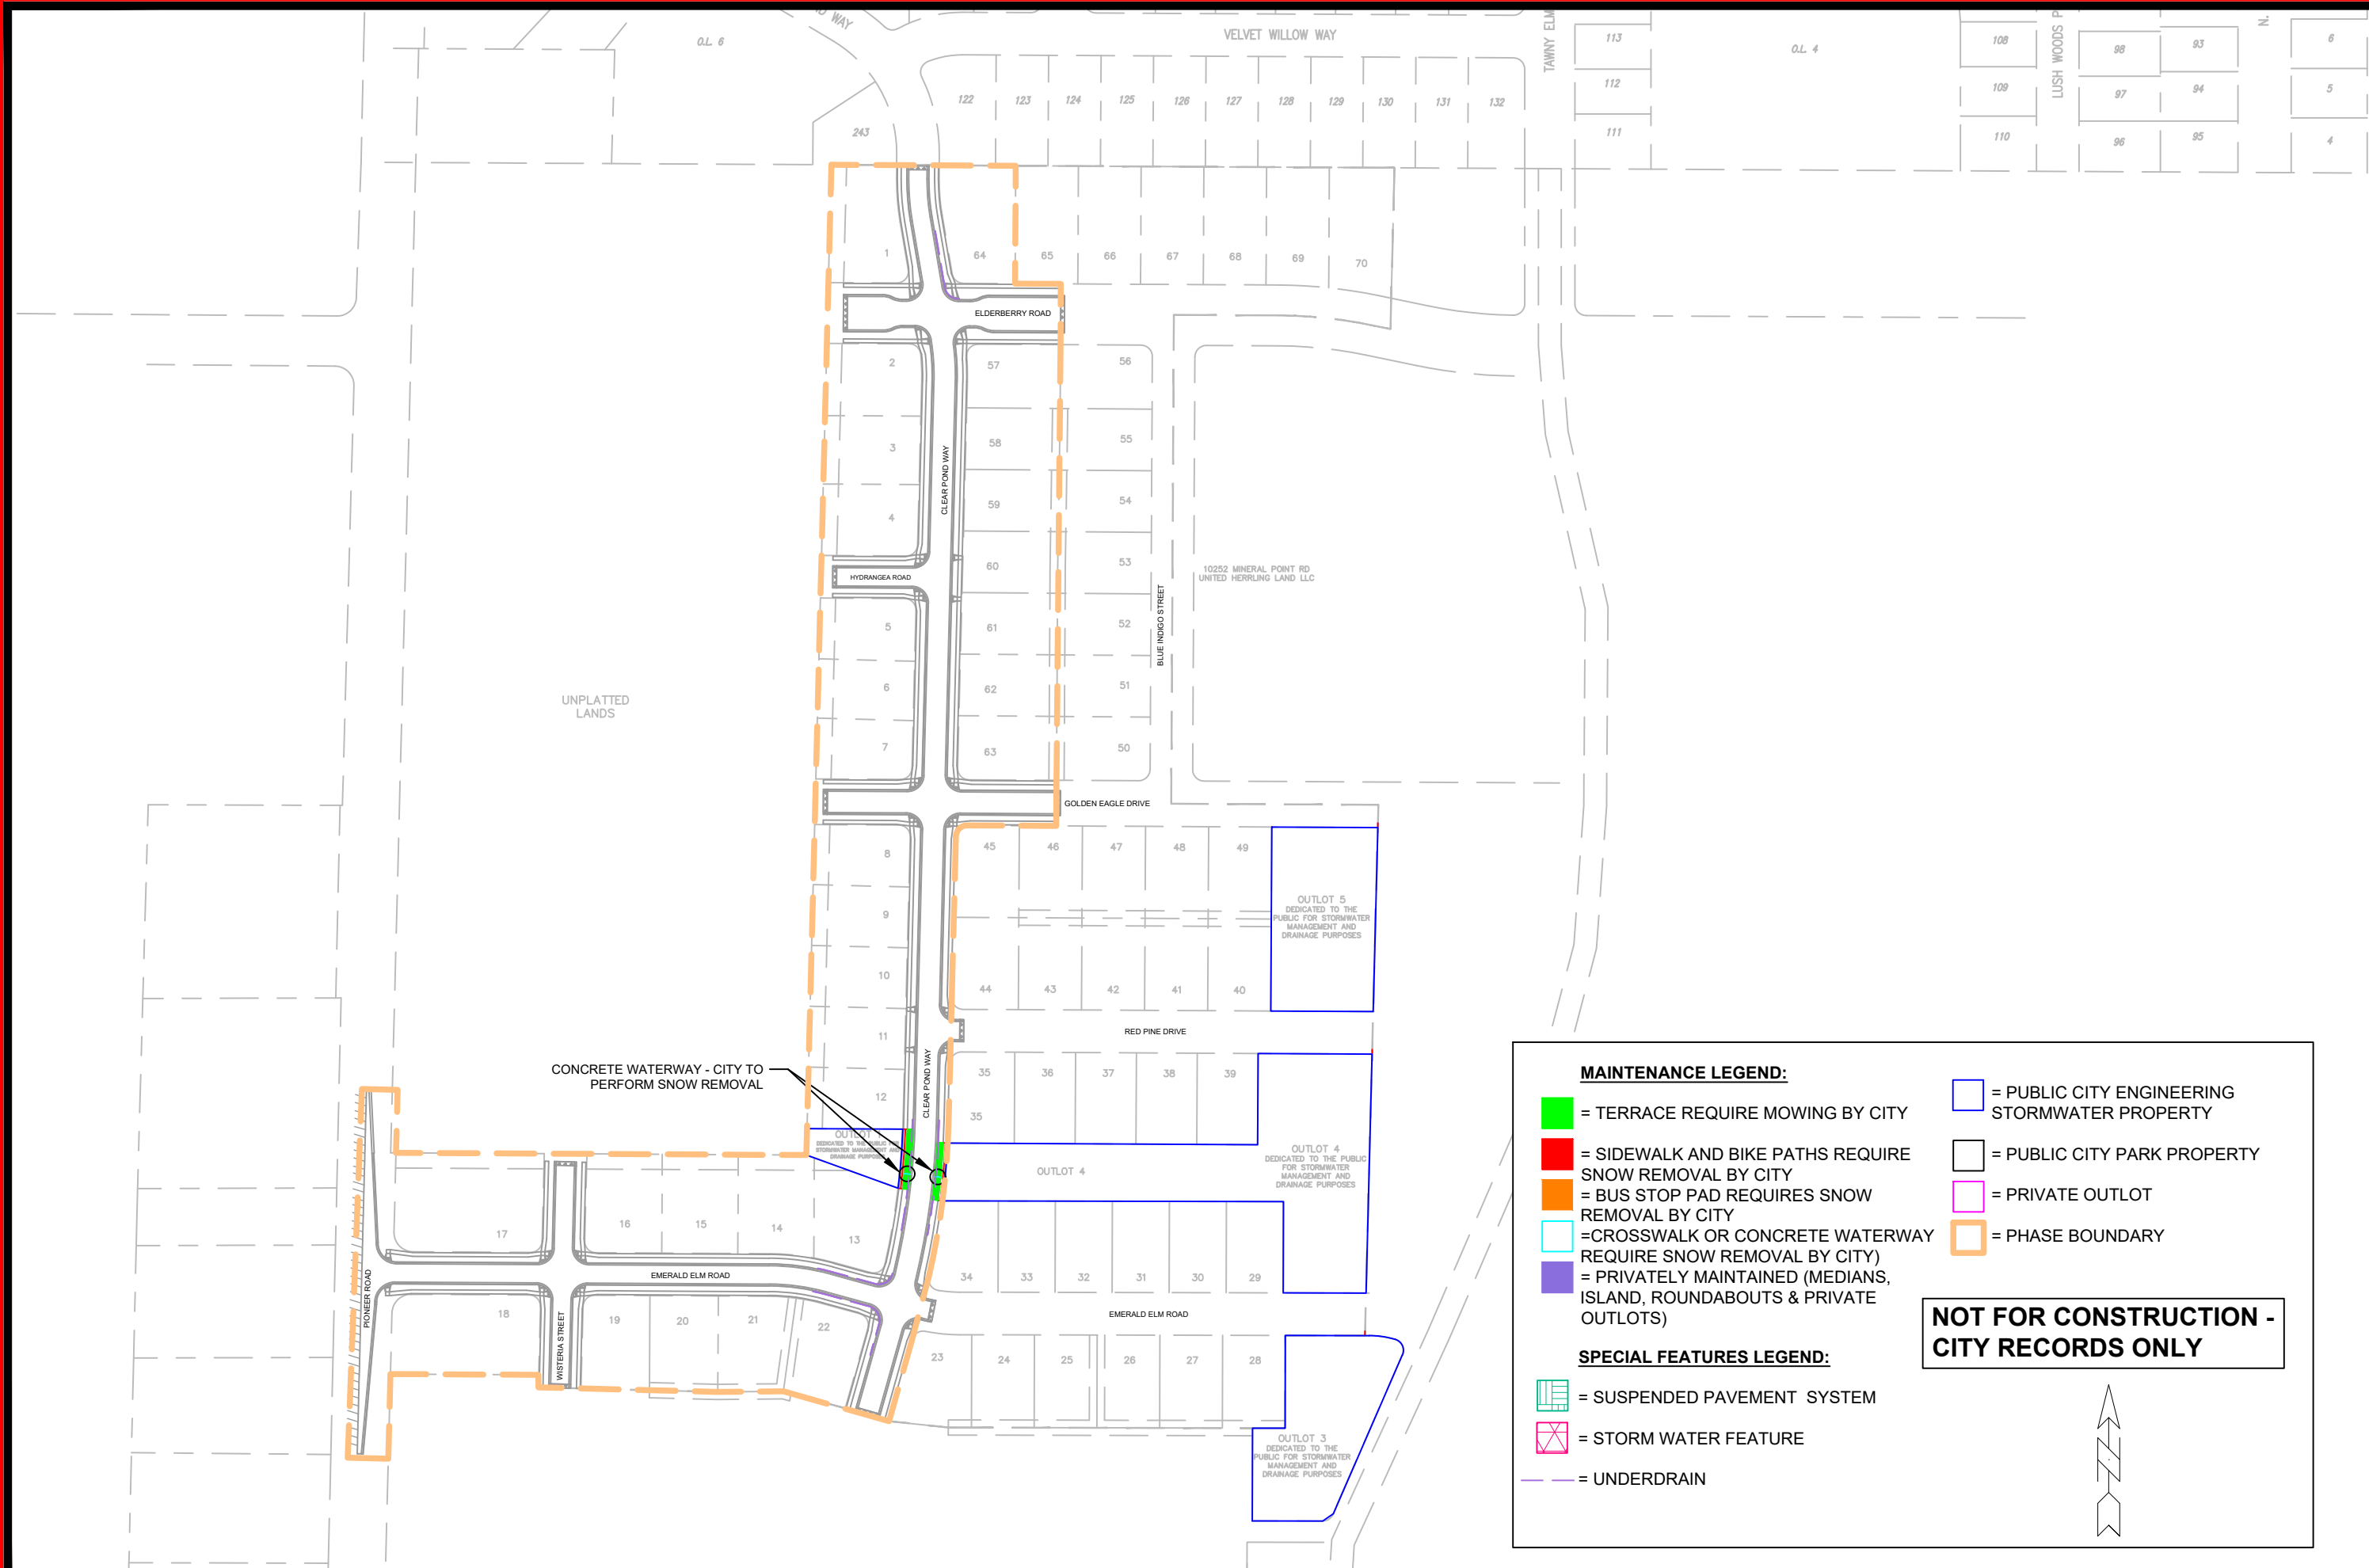 D WAY
O.L. 6
VELVET WILLOW WAY
TAWNY ELM
113
112
111
O.L. 4
108
109
110
LUSH WOODS P
98
97
96
93
94
95
N.
6
5
4
243
122
123
124
125
126
127
128
129
130
131
132
1
64
65
66
67
68
69
70
ELDERBERRY ROAD
2
57
56
3
58
55
CLEAR POND WAY
4
59
54
HYDRANGEA ROAD
60
53
10252 MINERAL POINT RD
UNITED HERRLING LAND LLC
BLUE INDIGO STREET
5
61
52
6
62
51
UNPLATTED
LANDS
7
63
50
GOLDEN EAGLE DRIVE
8
45
46
47
48
49
9
OUTLOT 5
DEDICATED TO THE
PUBLIC FOR STORMWATER
MANAGEMENT AND
DRAINAGE PURPOSES
10
44
43
42
41
40
11
RED PINE DRIVE
CLEAR POND WAY
CONCRETE WATERWAY - CITY TO
PERFORM SNOW REMOVAL
12
35
36
37
38
39
35
OUTLOT
DEDICATED TO THE PUBLIC FOR
STORMWATER MANAGEMENT AND
DRAINAGE PURPOSES
OUTLOT 4
OUTLOT 4
DEDICATED TO THE PUBLIC
FOR STORMWATER
MANAGEMENT AND
DRAINAGE PURPOSES
17
16
15
14
13
34
33
32
31
30
29
PIONEER ROAD
EMERALD ELM ROAD
EMERALD ELM ROAD
18
WISTERIA STREET
19
20
21
22
23
24
25
26
27
28
OUTLOT 3
DEDICATED TO THE
PUBLIC FOR STORMWATER
MANAGEMENT AND
DRAINAGE PURPOSES
MAINTENANCE LEGEND:
= TERRACE REQUIRE MOWING BY CITY
= SIDEWALK AND BIKE PATHS REQUIRE
SNOW REMOVAL BY CITY
= BUS STOP PAD REQUIRES SNOW
REMOVAL BY CITY
=CROSSWALK OR CONCRETE WATERWAY
REQUIRE SNOW REMOVAL BY CITY)
= PRIVATELY MAINTAINED (MEDIANS,
ISLAND, ROUNDABOUTS & PRIVATE
OUTLOTS)
= PUBLIC CITY ENGINEERING
STORMWATER PROPERTY
= PUBLIC CITY PARK PROPERTY
= PRIVATE OUTLOT
= PHASE BOUNDARY
SPECIAL FEATURES LEGEND:
= SUSPENDED PAVEMENT SYSTEM
= STORM WATER FEATURE
= UNDERDRAIN
NOT FOR CONSTRUCTION -
CITY RECORDS ONLY
N